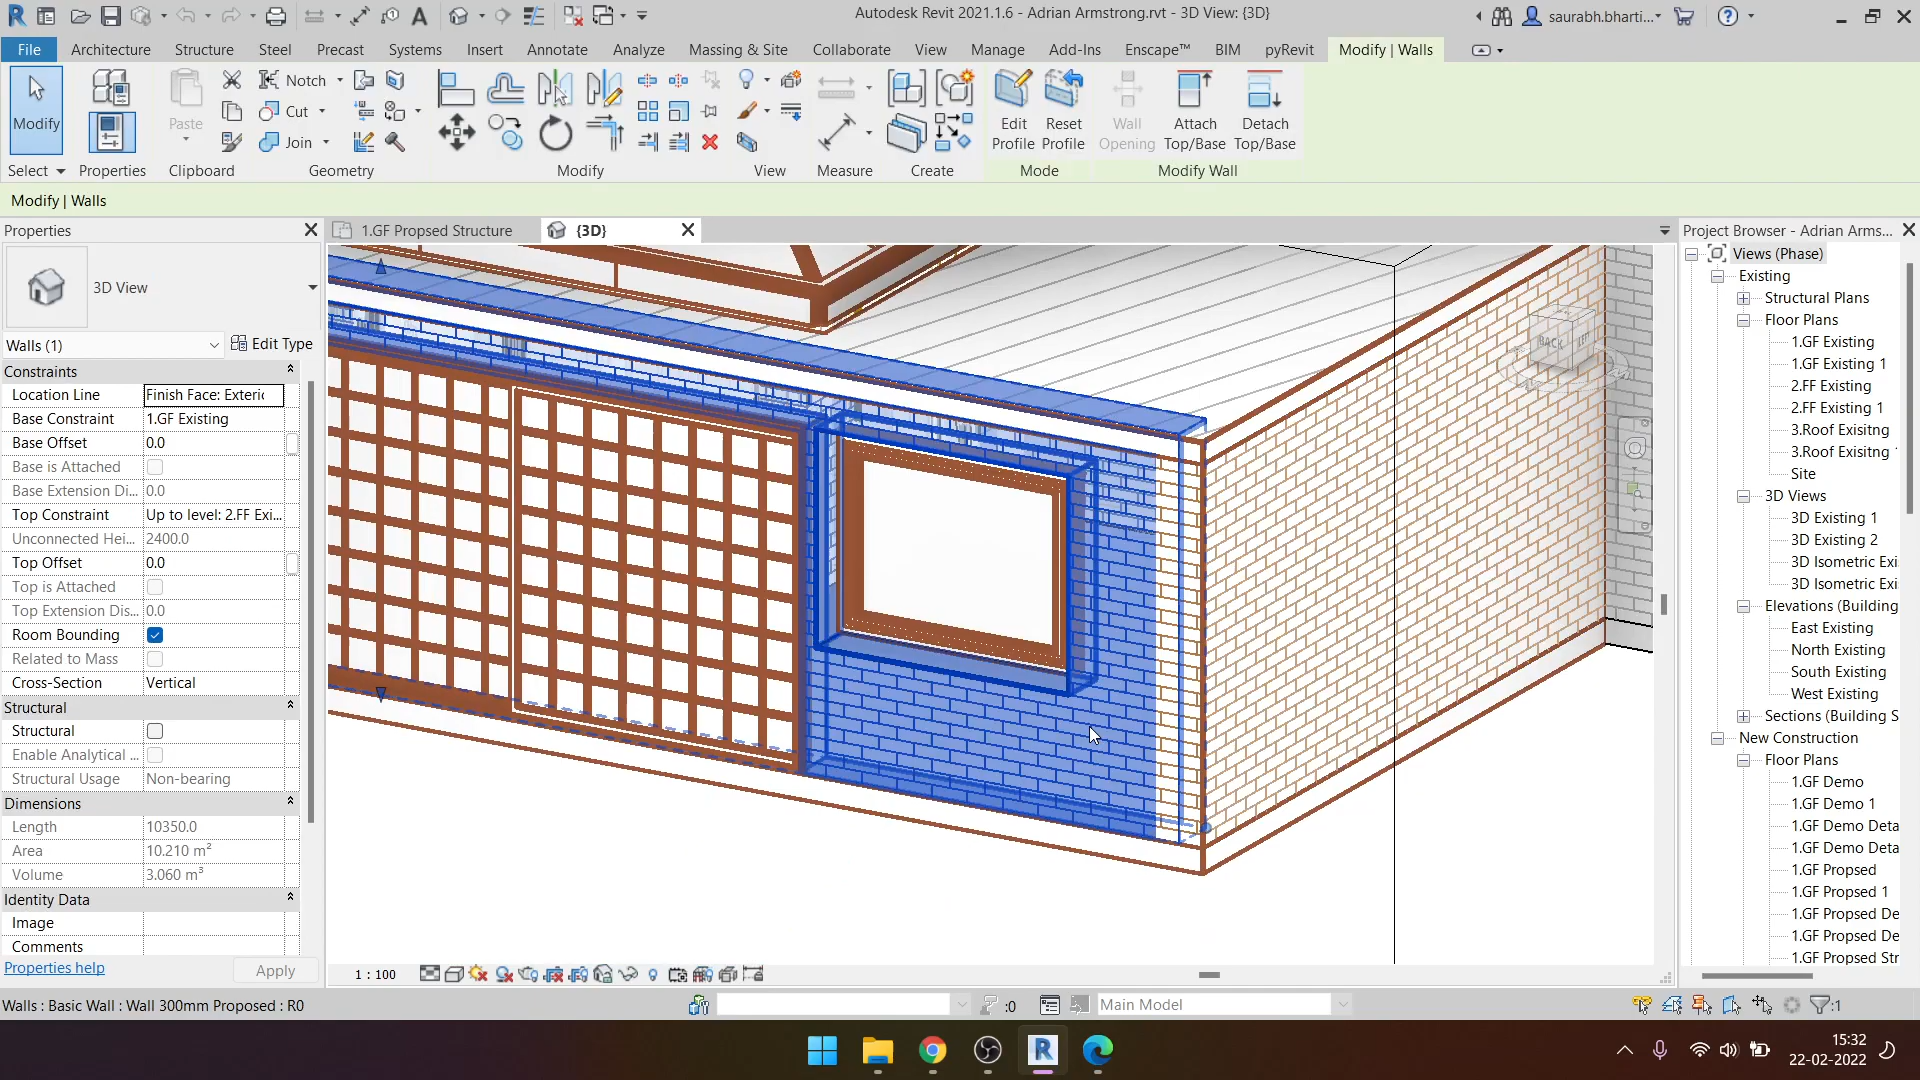 Autodesk Revit 2021.1.6 - Adrian Armstrong.rvt - 3D View: {3D}
saurabh.bharti...
File Architecture Structure Steel Precast Systems Insert Annotate Analyze Massing & Site Collaborate View Manage Add-Ins Enscape™ BIM pyRevit Modify | Walls
Modify
Paste
Notch
Cut
Join
Edit Profile
Reset Profile
Wall Opening
Attach Top/Base
Detach Top/Base
Select Properties Clipboard Geometry Modify View Measure Create Mode Modify Wall
Modify | Walls
Properties
1.GF Propsed Structure
{3D}
Project Browser - Adrian Arms...
3D View
Walls (1)
Edit Type
Constraints
Location Line Finish Face: Exteric
Base Constraint 1.GF Existing
Base Offset 0.0
Base is Attached
Base Extension Di... 0.0
Top Constraint Up to level: 2.FF Exi...
Unconnected Hei... 2400.0
Top Offset 0.0
Top is Attached
Top Extension Dis... 0.0
Room Bounding
Related to Mass
Cross-Section Vertical
Structural
Structural
Enable Analytical ...
Structural Usage Non-bearing
Dimensions
Length 10350.0
Area 10.210 m²
Volume 3.060 m³
Identity Data
Image
Comments
Properties help
Apply
BACK
LEFT
Views (Phase)
Existing
Structural Plans
Floor Plans
1.GF Existing
1.GF Existing 1
2.FF Existing
2.FF Existing 1
3.Roof Exisitng
3.Roof Exisitng
Site
3D Views
3D Existing 1
3D Existing 2
3D Isometric Exi
3D Isometric Exi
Elevations (Building
East Existing
North Existing
South Existing
West Existing
Sections (Building S
New Construction
Floor Plans
1.GF Demo
1.GF Demo 1
1.GF Demo Deta
1.GF Demo Deta
1.GF Propsed
1.GF Propsed 1
1.GF Propsed De
1.GF Propsed De
1.GF Propsed Str
1 : 100
Walls : Basic Wall : Wall 300mm Proposed : R0
:0
Main Model
:1
15:32
22-02-2022